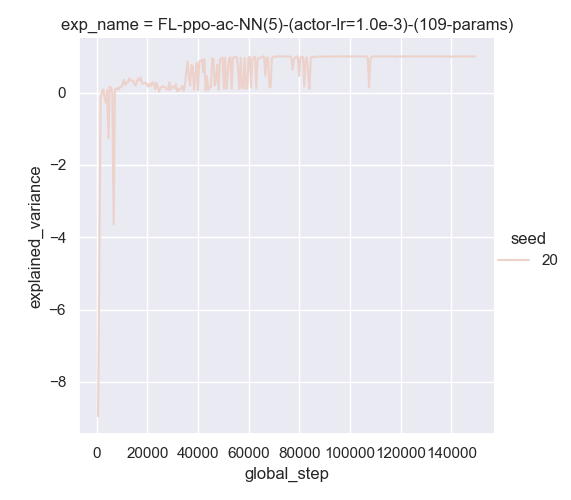 exp_name = FL-ppo-ac-NN(5)-(actor-lr=1.0e-3)-(109-params)
0
−2
−4
−6
−8
explained_variance
seed
20
0 20000 40000 60000 80000 100000 120000 140000
global_step